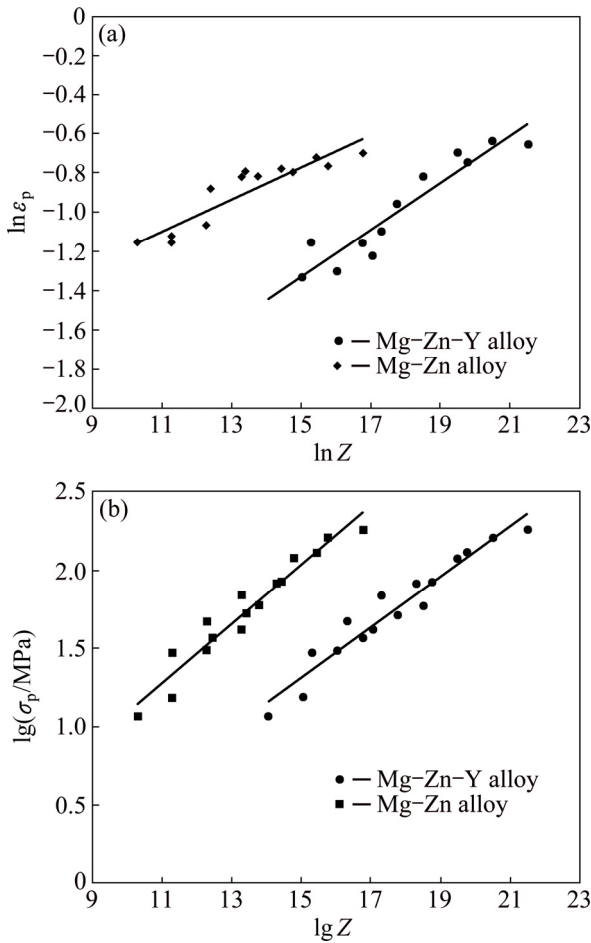 (a)
0
−0.2
−0.4
−0.6
−0.8
−1.0
−1.2
−1.4
−1.6
−1.8
−2.0
ln εp
Mg−Zn−Y alloy
Mg−Zn alloy
9 11 13 15 17 19 21 23
ln Z
(b)
2.5
2.0
1.5
1.0
0.5
0
lg(σp/MPa)
Mg−Zn−Y alloy
Mg−Zn alloy
9 11 13 15 17 19 21 23
lg Z